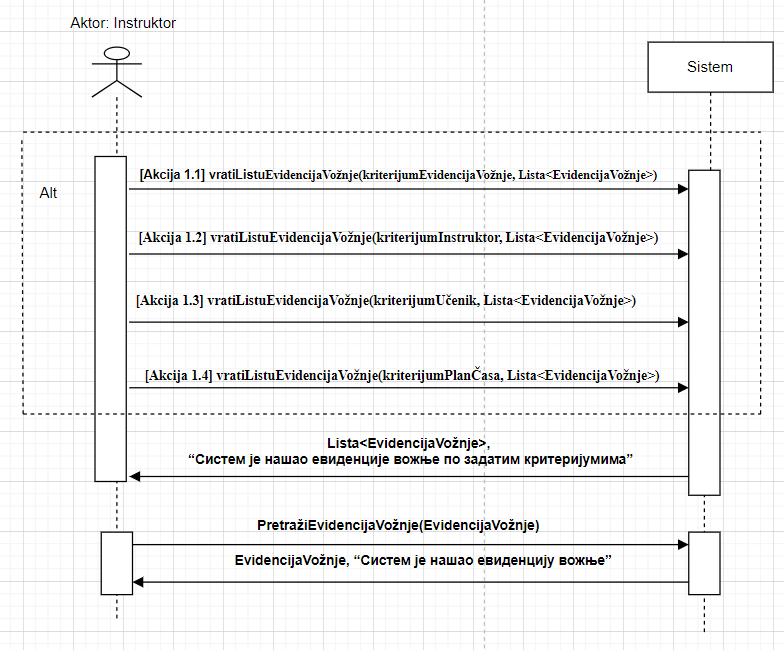 Aktor: Instruktor
Sistem
Alt
[Akcija 1.1] vratiListuEvidencijaVožnje(kriterijumEvidencijaVožnje, Lista<EvidencijaVožnje>)
[Akcija 1.2] vratiListuEvidencijaVožnje(kriterijumInstruktor, Lista<EvidencijaVožnje>)
[Akcija 1.3] vratiListuEvidencijaVožnje(kriterijumUčenik, Lista<EvidencijaVožnje>)
[Akcija 1.4] vratiListuEvidencijaVožnje(kriterijumPlanČasa, Lista<EvidencijaVožnje>)
Lista<EvidencijaVožnje>,
“Систем је нашао евиденције вожње по задатим критеријумима”
PretražiEvidencijaVožnje(EvidencijaVožnje)
EvidencijaVožnje, “Систем је нашао евиденцију вожње”